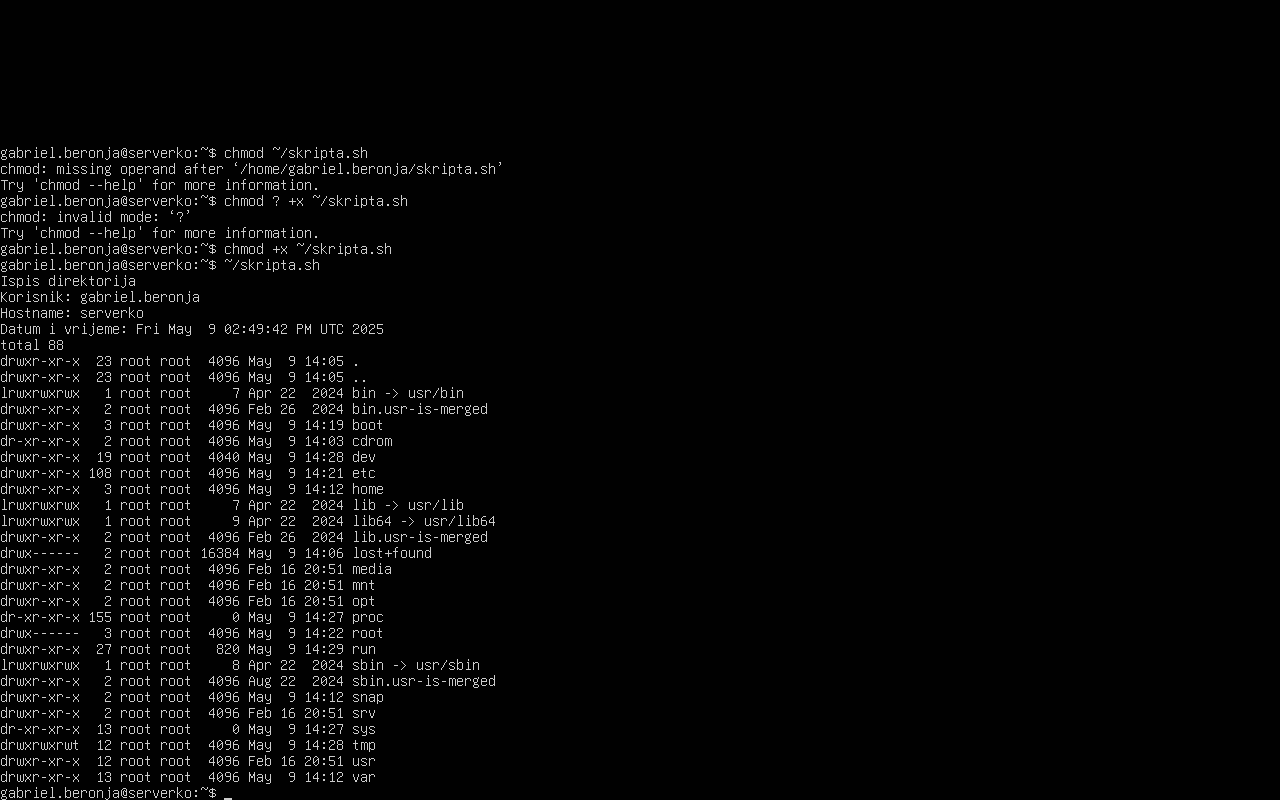 gabriel.beronja@serverko:~$ chmod ~/skripta.sh
chmod: missing operand after ‘/home/gabriel.beronja/skripta.sh’
Try 'chmod --help' for more information.
gabriel.beronja@serverko:~$ chmod ? +x ~/skripta.sh
chmod: invalid mode: ‘?’
Try 'chmod --help' for more information.
gabriel.beronja@serverko:~$ chmod +x ~/skripta.sh
gabriel.beronja@serverko:~$ ~/skripta.sh
Ispis direktorija
Korisnik: gabriel.beronja
Hostname: serverko
Datum i vrijeme: Fri May  9 02:49:42 PM UTC 2025
total 88
drwxr-xr-x  23 root root  4096 May  9 14:05 .
drwxr-xr-x  23 root root  4096 May  9 14:05 ..
lrwxrwxrwx   1 root root     7 Apr 22  2024 bin -> usr/bin
drwxr-xr-x   2 root root  4096 Feb 26  2024 bin.usr-is-merged
drwxr-xr-x   3 root root  4096 May  9 14:19 boot
dr-xr-xr-x   2 root root  4096 May  9 14:03 cdrom
drwxr-xr-x  19 root root  4040 May  9 14:28 dev
drwxr-xr-x 108 root root  4096 May  9 14:21 etc
drwxr-xr-x   3 root root  4096 May  9 14:12 home
lrwxrwxrwx   1 root root     7 Apr 22  2024 lib -> usr/lib
lrwxrwxrwx   1 root root     9 Apr 22  2024 lib64 -> usr/lib64
drwxr-xr-x   2 root root  4096 Feb 26  2024 lib.usr-is-merged
drwx------   2 root root 16384 May  9 14:06 lost+found
drwxr-xr-x   2 root root  4096 Feb 16 20:51 media
drwxr-xr-x   2 root root  4096 Feb 16 20:51 mnt
drwxr-xr-x   2 root root  4096 Feb 16 20:51 opt
dr-xr-xr-x 155 root root     0 May  9 14:27 proc
drwx------   3 root root  4096 May  9 14:22 root
drwxr-xr-x  27 root root   820 May  9 14:29 run
lrwxrwxrwx   1 root root     8 Apr 22  2024 sbin -> usr/sbin
drwxr-xr-x   2 root root  4096 Aug 22  2024 sbin.usr-is-merged
drwxr-xr-x   2 root root  4096 May  9 14:12 snap
drwxr-xr-x   2 root root  4096 Feb 16 20:51 srv
dr-xr-xr-x  13 root root     0 May  9 14:27 sys
drwxrwxrwt  12 root root  4096 May  9 14:28 tmp
drwxr-xr-x  12 root root  4096 Feb 16 20:51 usr
drwxr-xr-x  13 root root  4096 May  9 14:12 var
gabriel.beronja@serverko:~$ _